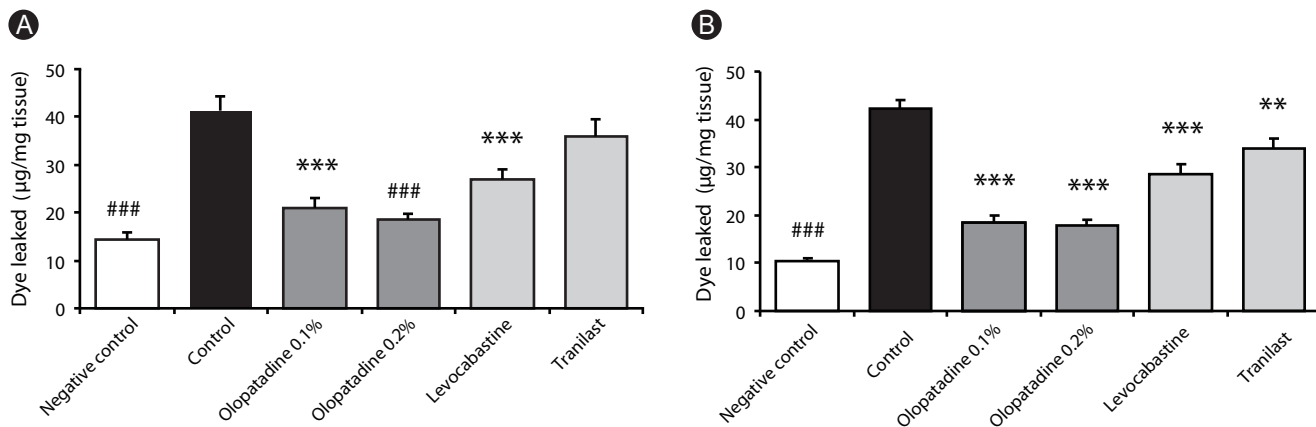 A
Dye leaked (µg/mg tissue)
50
40
30
20
10
0
###
***
###
***
Negative control
Control
Olopatadine 0.1%
Olopatadine 0.2%
Levocabastine
Tranilast
B
Dye leaked (µg/mg tissue)
50
40
30
20
10
0
###
***
***
***
**
Negative control
Control
Olopatadine 0.1%
Olopatadine 0.2%
Levocabastine
Tranilast